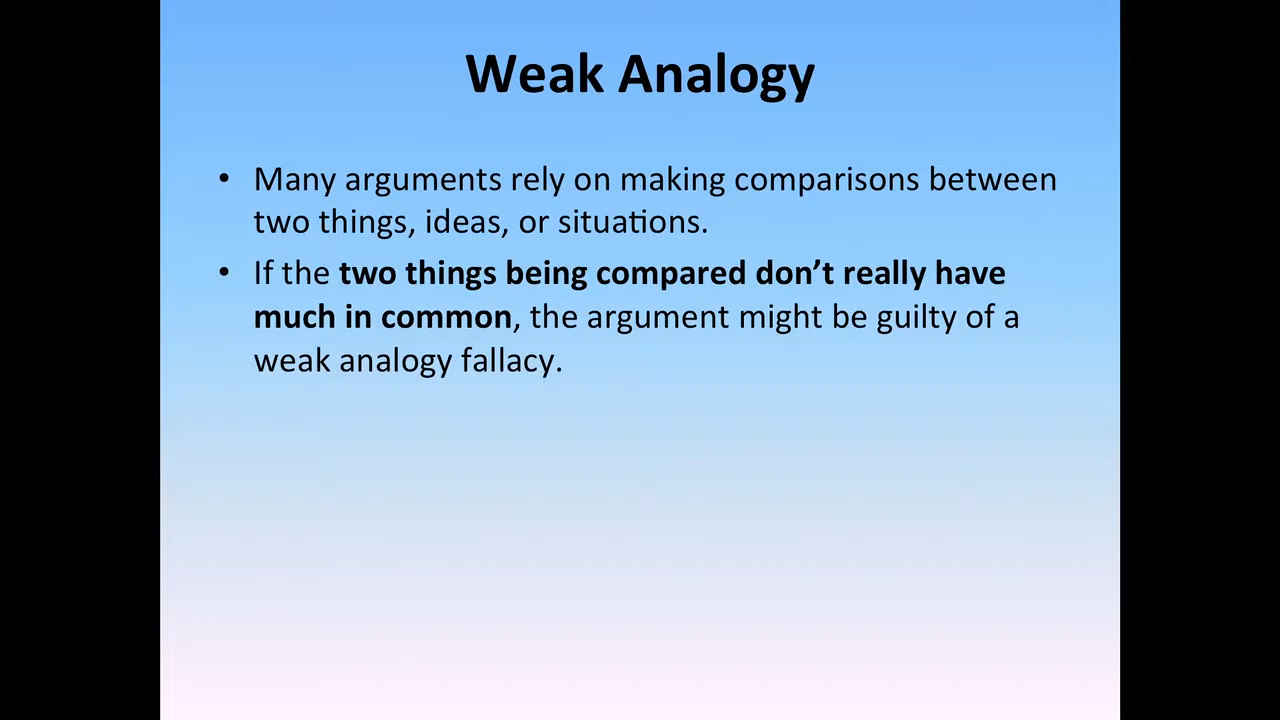 Weak Analogy
• Many arguments rely on making comparisons between
two things, ideas, or situations.
• If the two things being compared don’t really have
much in common, the argument might be guilty of a
weak analogy fallacy.